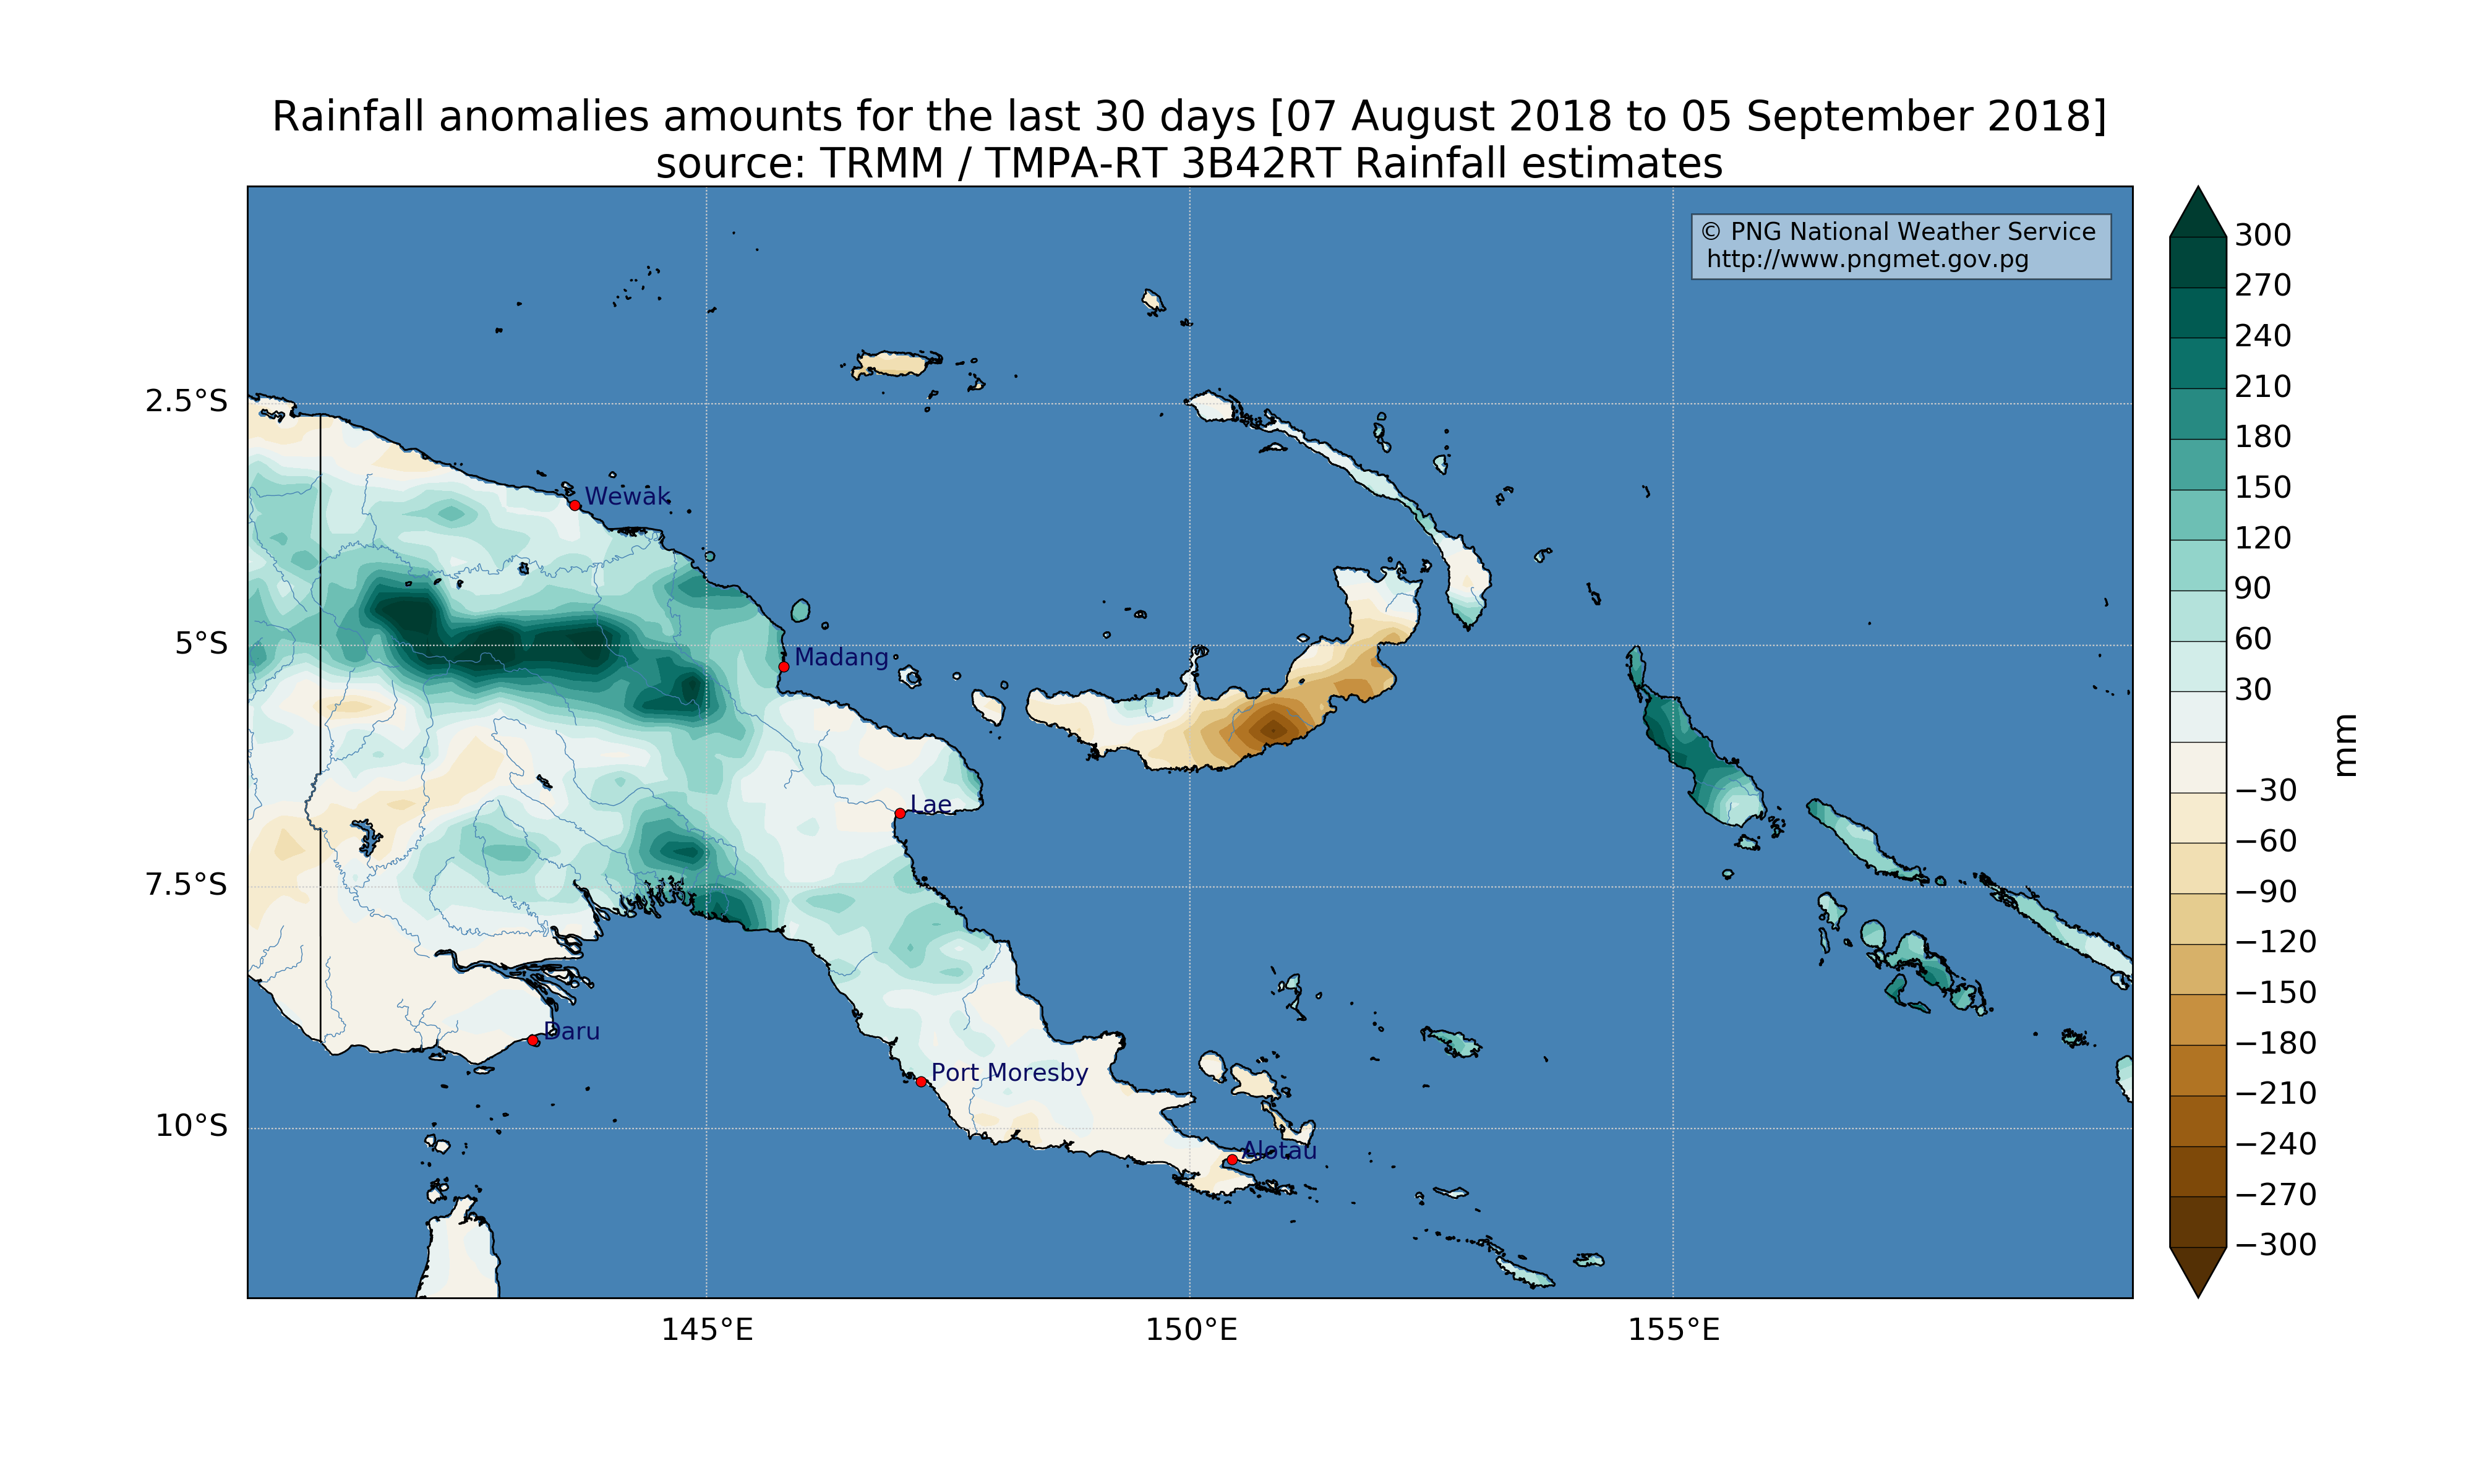 Rainfall anomalies amounts for the last 30 days [07 August 2018 to 05 September 2018]
source: TRMM / TMPA-RT 3B42RT Rainfall estimates
© PNG National Weather Service
http://www.pngmet.gov.pg
2.5°S
5°S
7.5°S
10°S
Wewak
Madang
Lae
Daru
Port Moresby
Alotau
145°E
150°E
155°E
300
270
240
210
180
150
120
90
60
30
−30
−60
−90
−120
−150
−180
−210
−240
−270
−300
mm